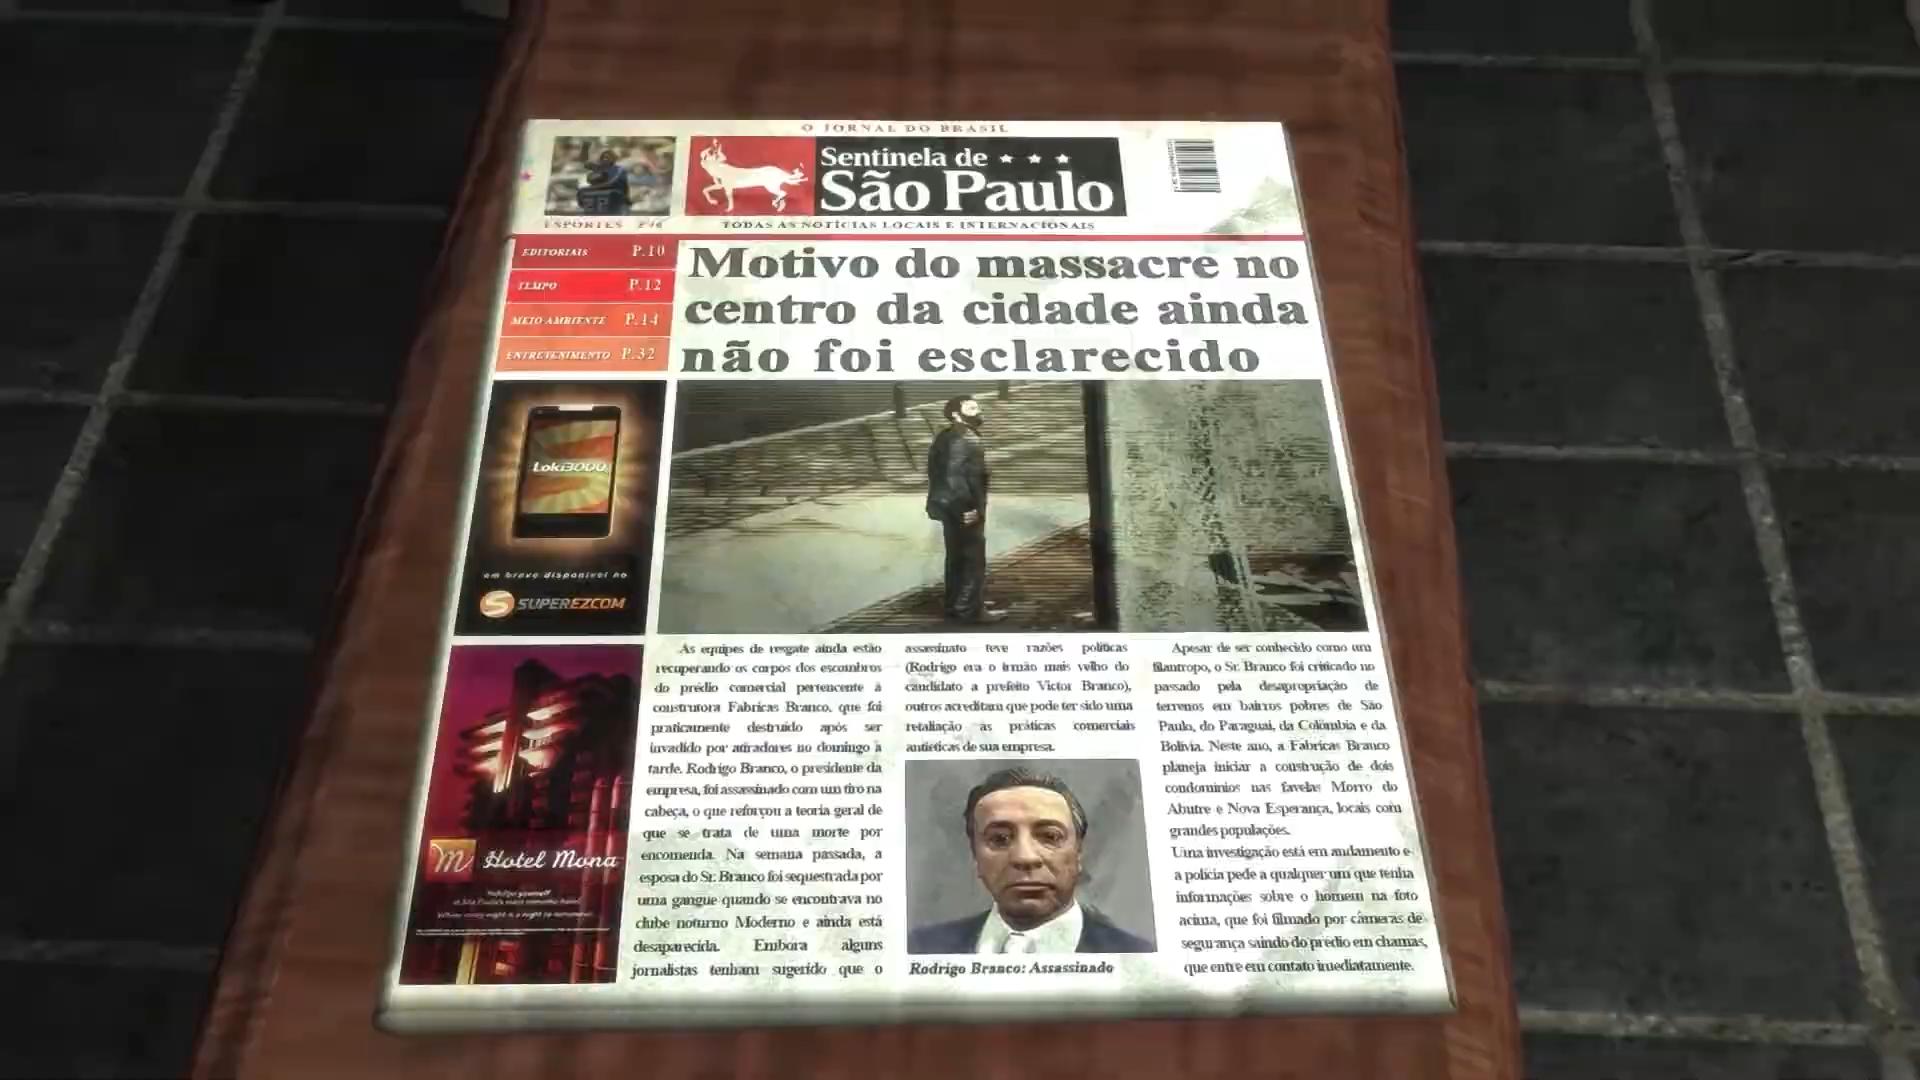 O JORNAL DO BRASIL
Sentinela de
São Paulo
ESPORTES
TODAS AS NOTÍCIAS LOCAIS E INTERNACIONAIS
EDITORIAIS P.10
TEMPO P.12
MEIO AMBIENTE P.14
ENTRETENIMENTO P.32
Motivo do massacre no
centro da cidade ainda
não foi esclarecido
Loki3000
em breve disponível no
SUPEREZCOM
m Hotel Mona
As equipes de resgate ainda estão
recuperando os corpos dos escombros
do prédio comercial pertencente à
construtora Fabricas Branco, que foi
praticamente destruído após ser
invadido por atiradores no domingo à
tarde. Rodrigo Branco, o presidente da
empresa, foi assassinado com um tiro na
cabeça, o que reforçou a teoria geral de
que se trata de uma morte por
encomenda. Na semana passada, a
esposa do Sr. Branco foi sequestrada por
uma gangue quando se encontrava no
clube noturno Moderno e ainda está
desaparecida. Embora alguns
jornalistas tenham sugerido que o
assassinato teve razões políticas
(Rodrigo era o irmão mais velho do
candidato a prefeito Victor Branco),
outros acreditam que pode ter sido uma
retaliação às práticas comerciais
antiéticas de sua empresa.
Rodrigo Branco: Assassinado
Apesar de ser conhecido como um
filantropo, o Sr. Branco foi criticado no
passado pela desapropriação de
terrenos em bairros pobres de São
Paulo, do Paraguai, da Colômbia e da
Bolívia. Neste ano, a Fabricas Branco
planeja iniciar a construção de dois
condomínios nas favelas Morro do
Abutre e Nova Esperança, locais com
grandes populações.
Uma investigação está em andamento e
a polícia pede a qualquer um que tenha
informações sobre o homem na foto
acima, que foi filmado por câmeras de
segurança saindo do prédio em chamas,
que entre em contato imediatamente.